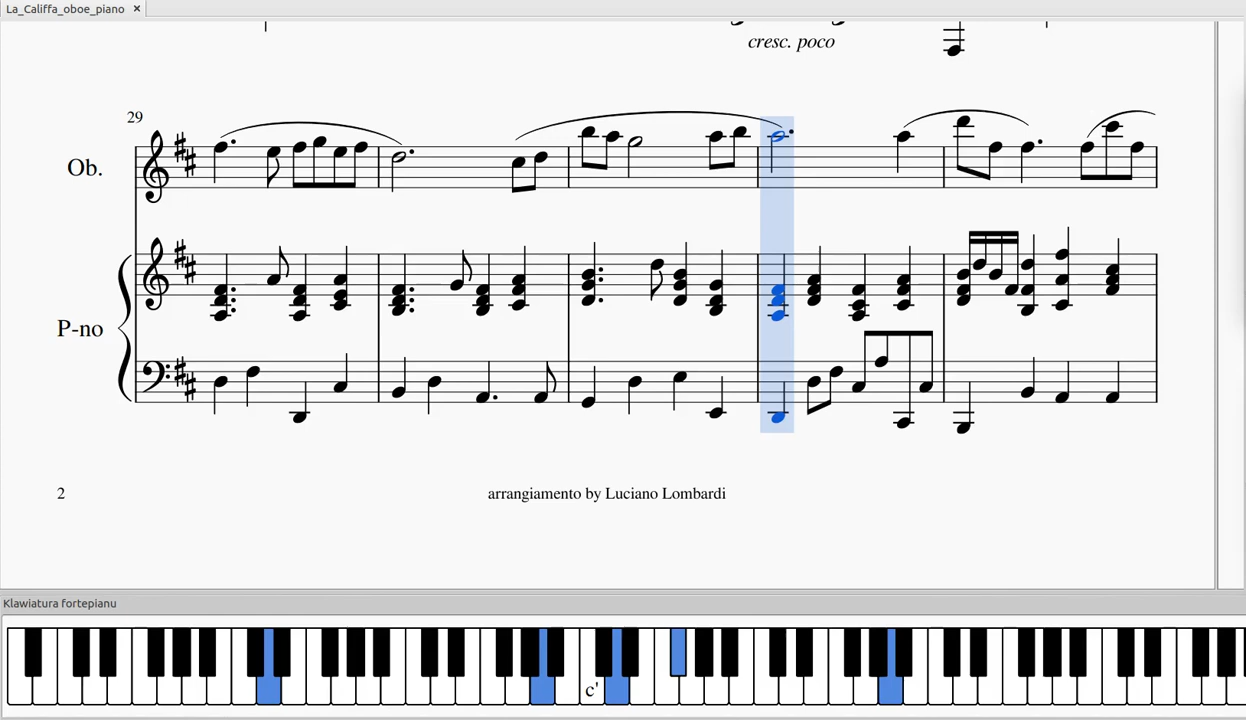 La_Califfa_oboe_piano ×
cresc. poco
29
Ob.
P-no
2
arrangiamento by Luciano Lombardi
Klawiatura fortepianu
c'